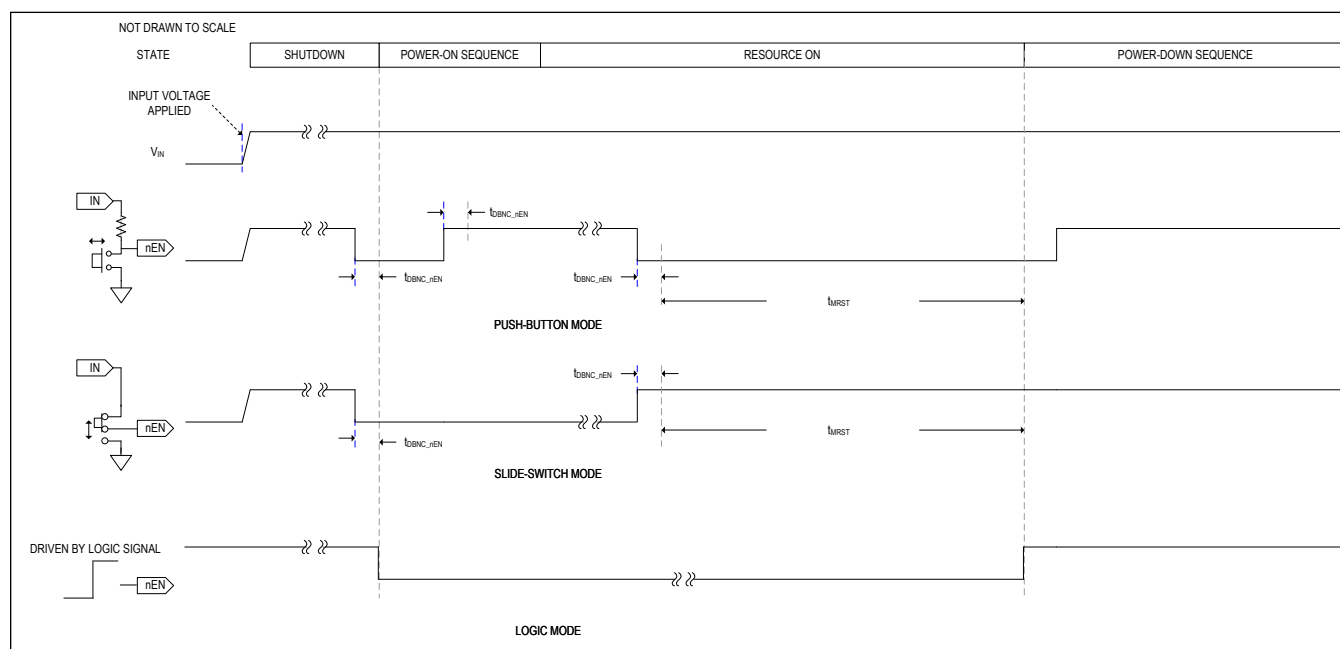 NOT DRAWN TO SCALE
STATE
SHUTDOWN
POWER-ON SEQUENCE
RESOURCE ON
POWER-DOWN SEQUENCE
INPUT VOLTAGE
APPLIED
VIN
IN
nEN
tDBNC_nEN
tDBNC_nEN
tDBNC_nEN
tMRST
PUSH-BUTTON MODE
IN
nEN
tDBNC_nEN
tDBNC_nEN
tMRST
SLIDE-SWITCH MODE
DRIVEN BY LOGIC SIGNAL
nEN
LOGIC MODE